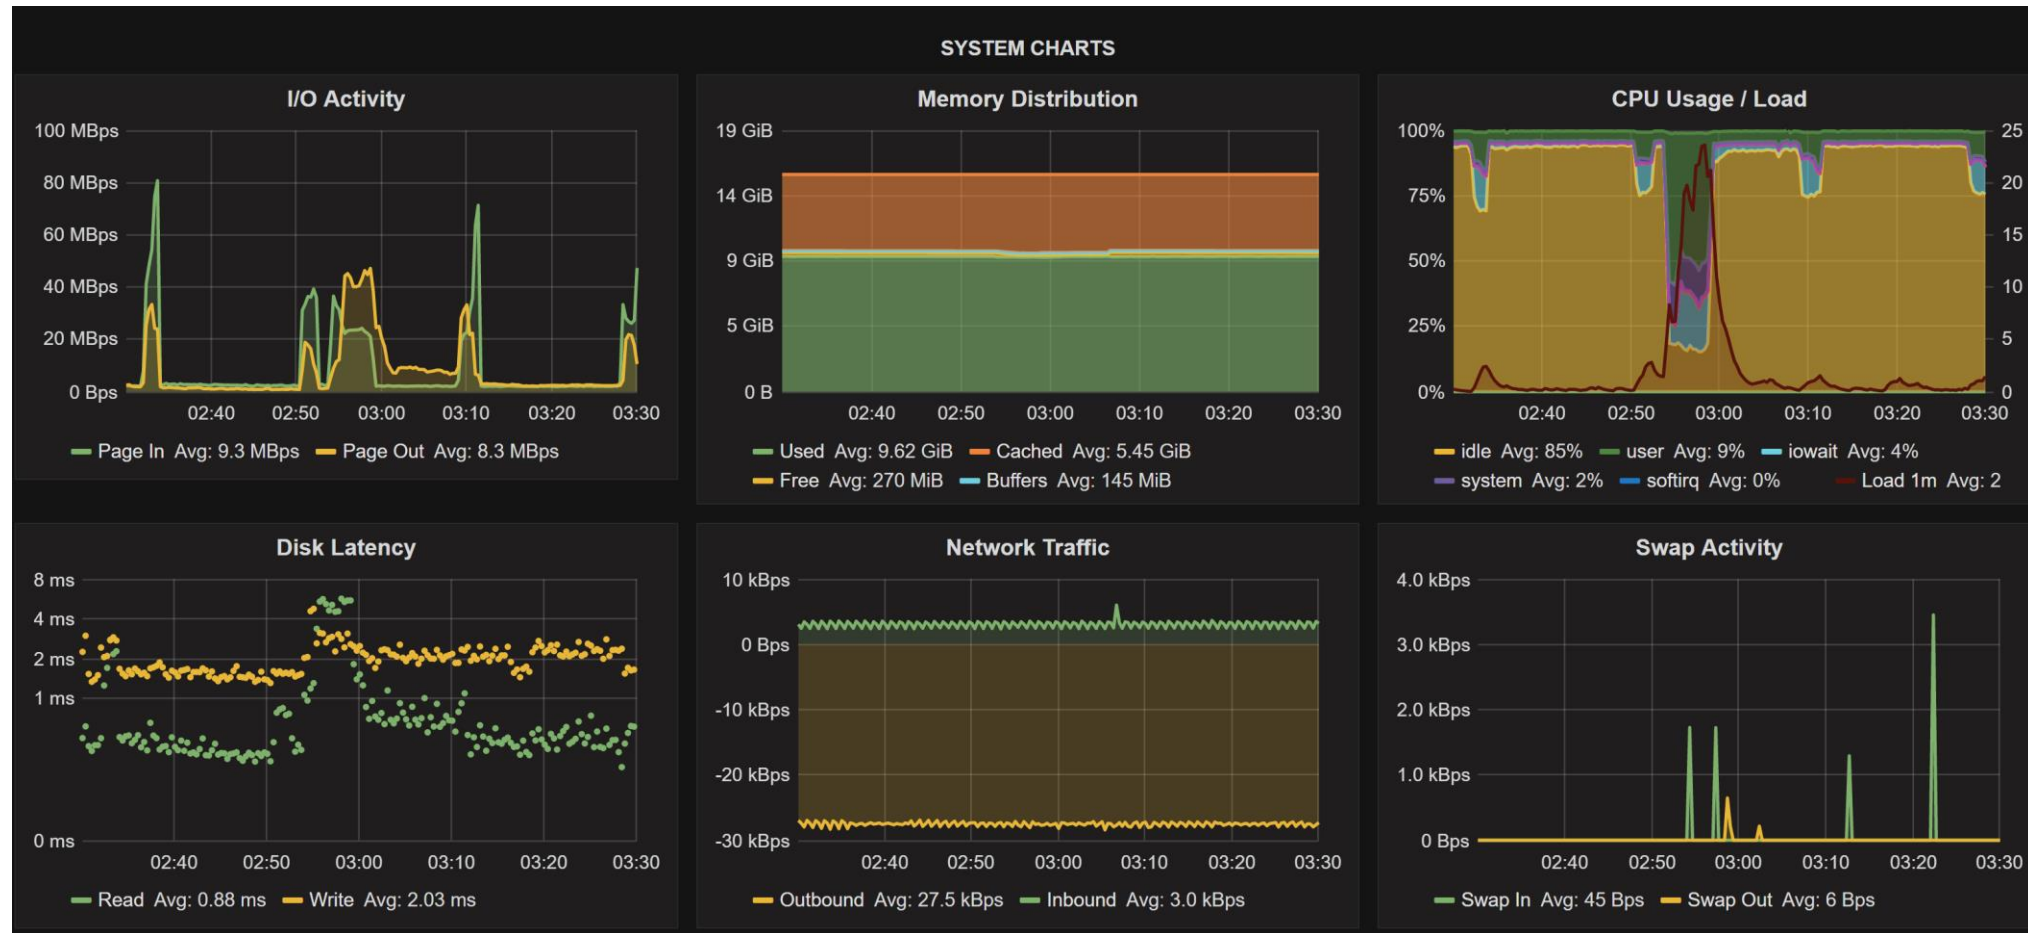 SYSTEM CHARTS
I/O Activity
100 MBps
80 MBps
60 MBps
40 MBps
20 MBps
0 Bps
02:40 02:50 03:00 03:10 03:20 03:30
Page In Avg: 9.3 MBps Page Out Avg: 8.3 MBps
Memory Distribution
19 GiB
14 GiB
9 GiB
5 GiB
0 B
02:40 02:50 03:00 03:10 03:20 03:30
Used Avg: 9.62 GiB Cached Avg: 5.45 GiB
Free Avg: 270 MiB Buffers Avg: 145 MiB
CPU Usage / Load
100% 25
75% 20
50% 15
25% 10
0% 5
0
02:40 02:50 03:00 03:10 03:20 03:30
idle Avg: 85% user Avg: 9% iowait Avg: 4%
system Avg: 2% softirq Avg: 0% Load 1m Avg: 2
Disk Latency
8 ms
4 ms
2 ms
1 ms
0 ms
02:40 02:50 03:00 03:10 03:20 03:30
Read Avg: 0.88 ms Write Avg: 2.03 ms
Network Traffic
10 kBps
0 Bps
-10 kBps
-20 kBps
-30 kBps
02:40 02:50 03:00 03:10 03:20 03:30
Outbound Avg: 27.5 kBps Inbound Avg: 3.0 kBps
Swap Activity
4.0 kBps
3.0 kBps
2.0 kBps
1.0 kBps
0 Bps
02:40 02:50 03:00 03:10 03:20 03:30
Swap In Avg: 45 Bps Swap Out Avg: 6 Bps